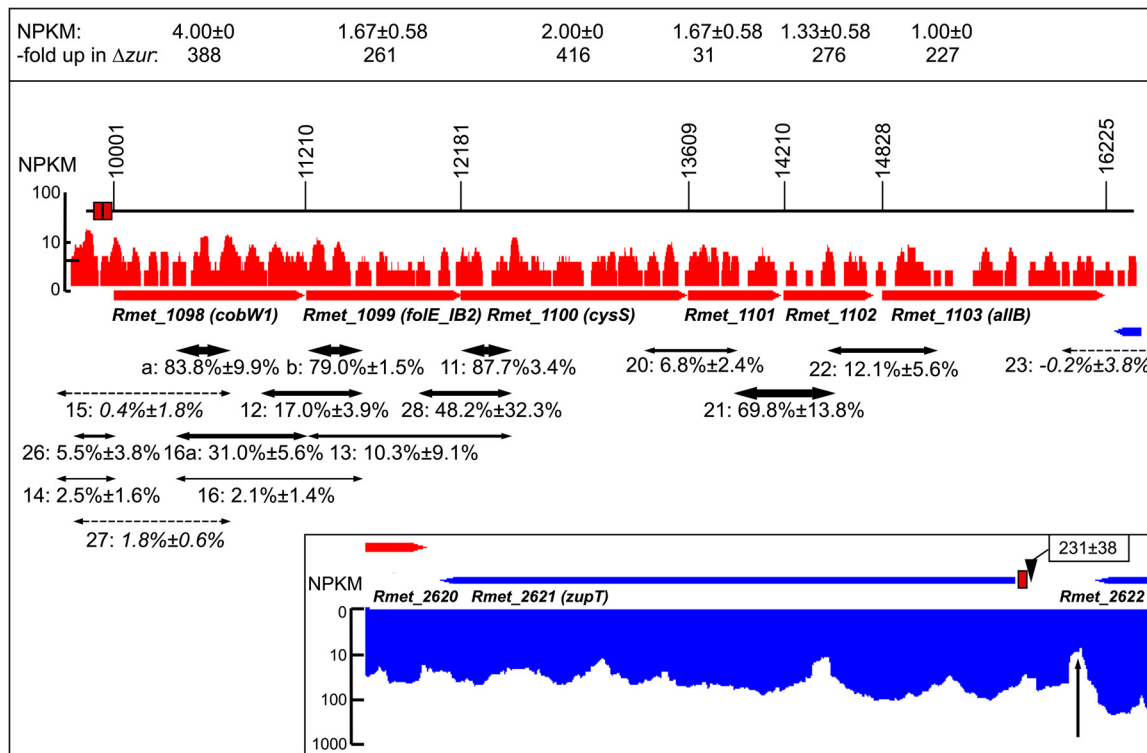 NPKM: 4.00±0 1.67±0.58 2.00±0 1.67±0.58 1.33±0.58 1.00±0
-fold up in Δzur: 388 261 416 31 276 227
10001 11210 12181 13609 14210 14828 16225
NPKM
100
10
0
Rmet_1098 (cobW1) Rmet_1099 (folE_IB2) Rmet_1100 (cysS) Rmet_1101 Rmet_1102 Rmet_1103 (allB)
a: 83.8%±9.9% b: 79.0%±1.5% 11: 87.7%3.4% 20: 6.8%±2.4% 22: 12.1%±5.6% 23: -0.2%±3.8%
15: 0.4%±1.8% 12: 17.0%±3.9% 28: 48.2%±32.3% 21: 69.8%±13.8%
26: 5.5%±3.8% 16a: 31.0%±5.6% 13: 10.3%±9.1%
14: 2.5%±1.6% 16: 2.1%±1.4%
27: 1.8%±0.6%
231±38
NPKM
Rmet_2620 Rmet_2621 (zupT) Rmet_2622
0
10
100
1000